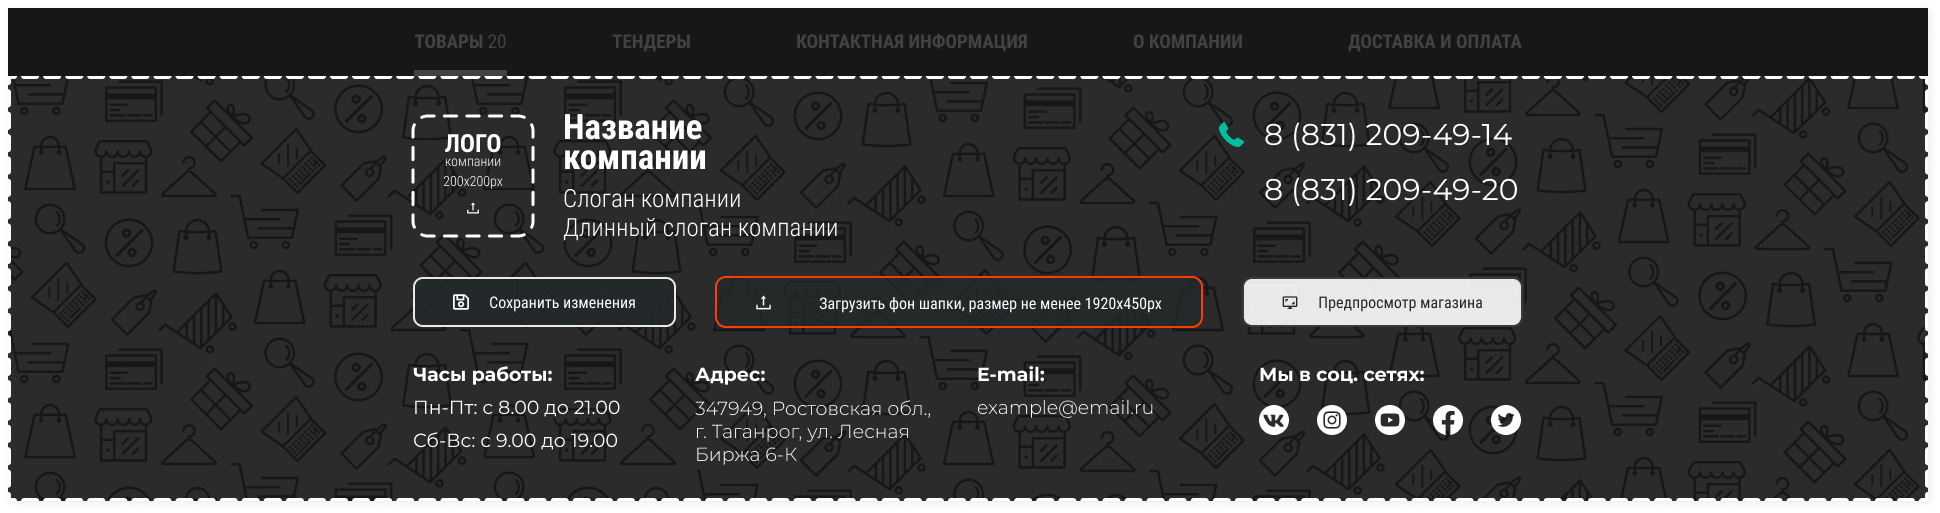 ТОВАРЫ 20 ТЕНДЕРЫ КОНТАКТНАЯ ИНФОРМАЦИЯ О КОМПАНИИ ДОСТАВКА И ОПЛАТА
ЛОГО
компании
200x200px
Название
компании
Слоган компании
Длинный слоган компании
8 (831) 209-49-14
8 (831) 209-49-20
Сохранить изменения
Загрузить фон шапки, размер не менее 1920x450px
Предпросмотр магазина
Часы работы:
Пн-Пт: с 8.00 до 21.00
Сб-Вс: с 9.00 до 19.00
Адрес:
347949, Ростовская обл.,
г. Таганрог, ул. Лесная
Биржа 6-К
E-mail:
example@email.ru
Мы в соц. сетях: